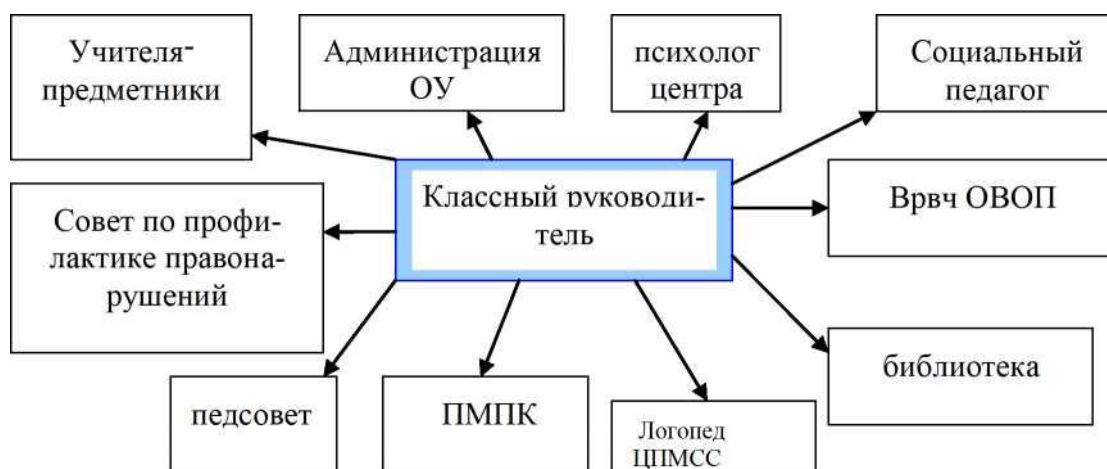 Учителя-
предметники
Администрация
ОУ
психолог
центра
Социальный
педагог
Классный руководи-
тель
Врвч ОВОП
Совет по профи-
лактике правона-
рушений
библиотека
педсовет
ПМПК
Логопед
ЦПМСС